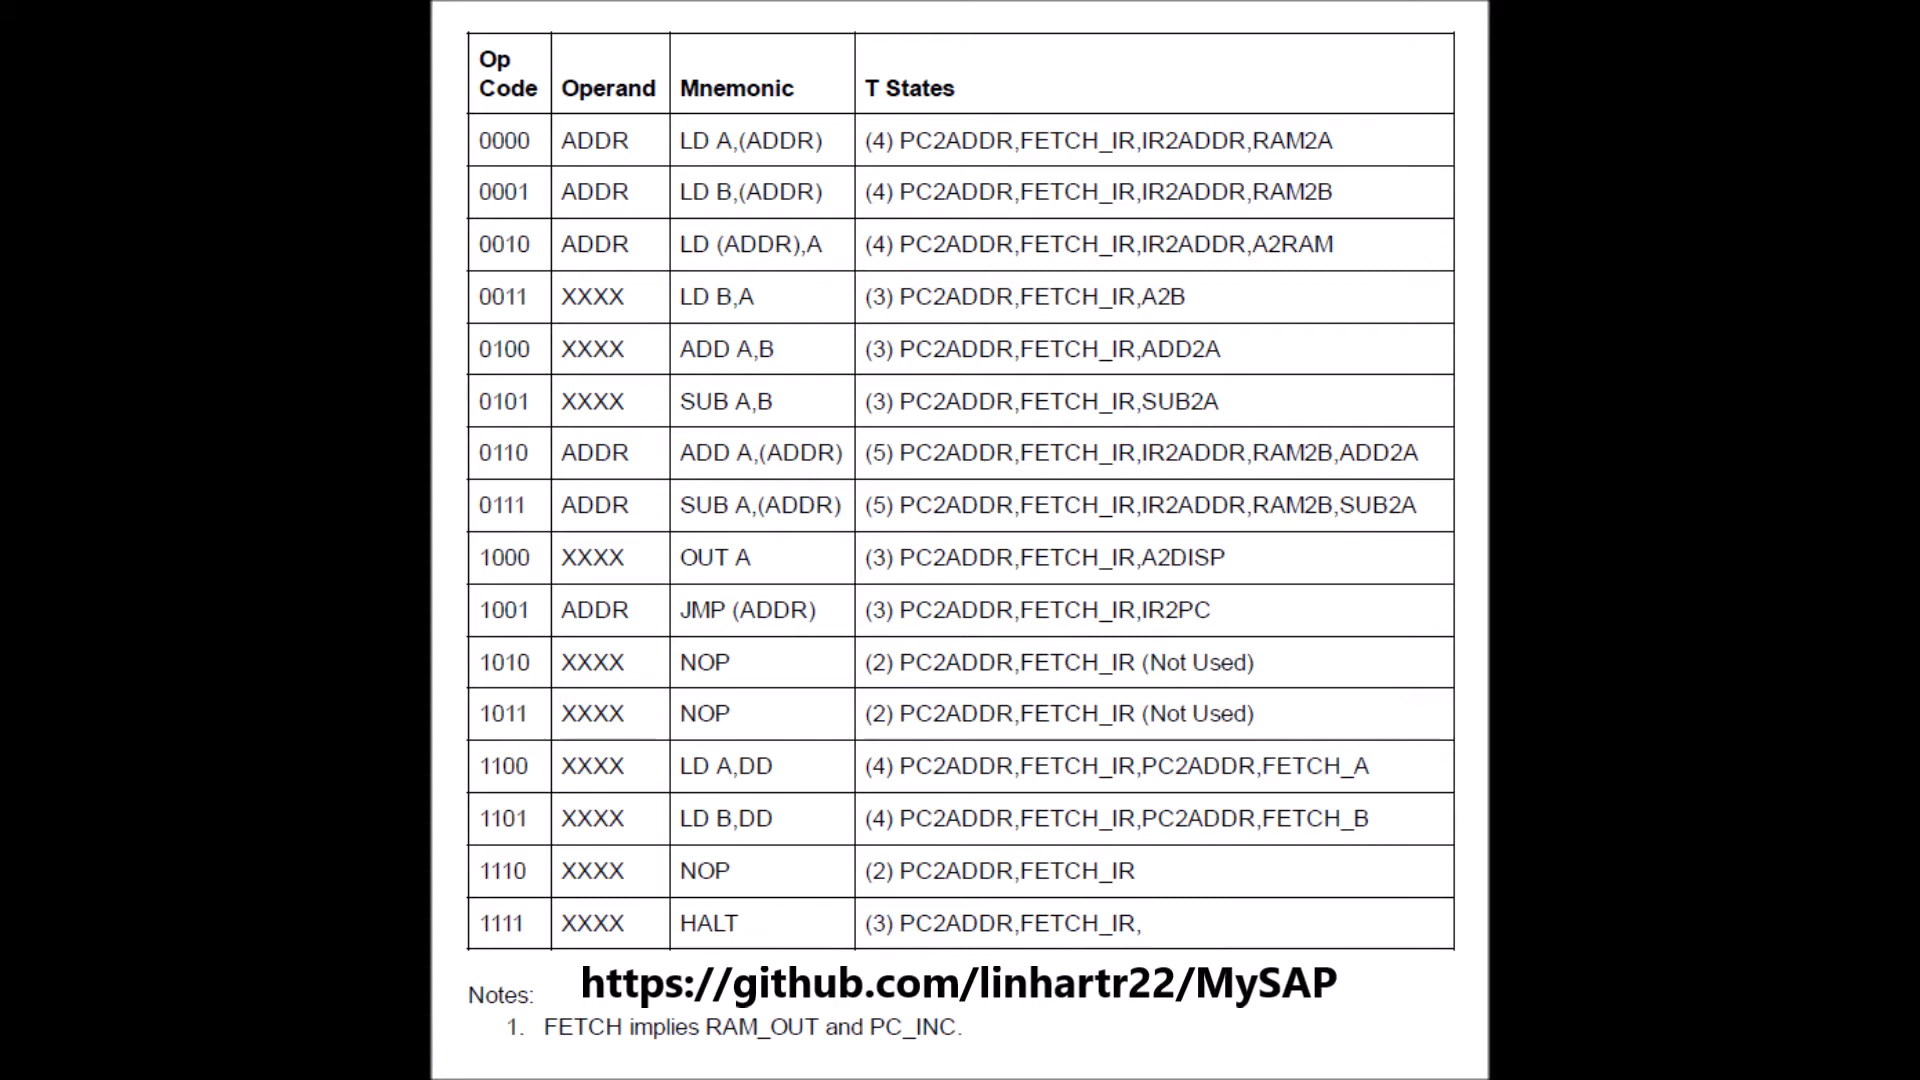 Op Code Operand Mnemonic T States
0000 ADDR LD A,(ADDR) (4) PC2ADDR,FETCH_IR,IR2ADDR,RAM2A
0001 ADDR LD B,(ADDR) (4) PC2ADDR,FETCH_IR,IR2ADDR,RAM2B
0010 ADDR LD (ADDR),A (4) PC2ADDR,FETCH_IR,IR2ADDR,A2RAM
0011 XXXX LD B,A (3) PC2ADDR,FETCH_IR,A2B
0100 XXXX ADD A,B (3) PC2ADDR,FETCH_IR,ADD2A
0101 XXXX SUB A,B (3) PC2ADDR,FETCH_IR,SUB2A
0110 ADDR ADD A,(ADDR) (5) PC2ADDR,FETCH_IR,IR2ADDR,RAM2B,ADD2A
0111 ADDR SUB A,(ADDR) (5) PC2ADDR,FETCH_IR,IR2ADDR,RAM2B,SUB2A
1000 XXXX OUT A (3) PC2ADDR,FETCH_IR,A2DISP
1001 ADDR JMP (ADDR) (3) PC2ADDR,FETCH_IR,IR2PC
1010 XXXX NOP (2) PC2ADDR,FETCH_IR (Not Used)
1011 XXXX NOP (2) PC2ADDR,FETCH_IR (Not Used)
1100 XXXX LD A,DD (4) PC2ADDR,FETCH_IR,PC2ADDR,FETCH_A
1101 XXXX LD B,DD (4) PC2ADDR,FETCH_IR,PC2ADDR,FETCH_B
1110 XXXX NOP (2) PC2ADDR,FETCH_IR
1111 XXXX HALT (3) PC2ADDR,FETCH_IR,
https://github.com/linhartr22/MySAP
Notes:
1. FETCH implies RAM_OUT and PC_INC.